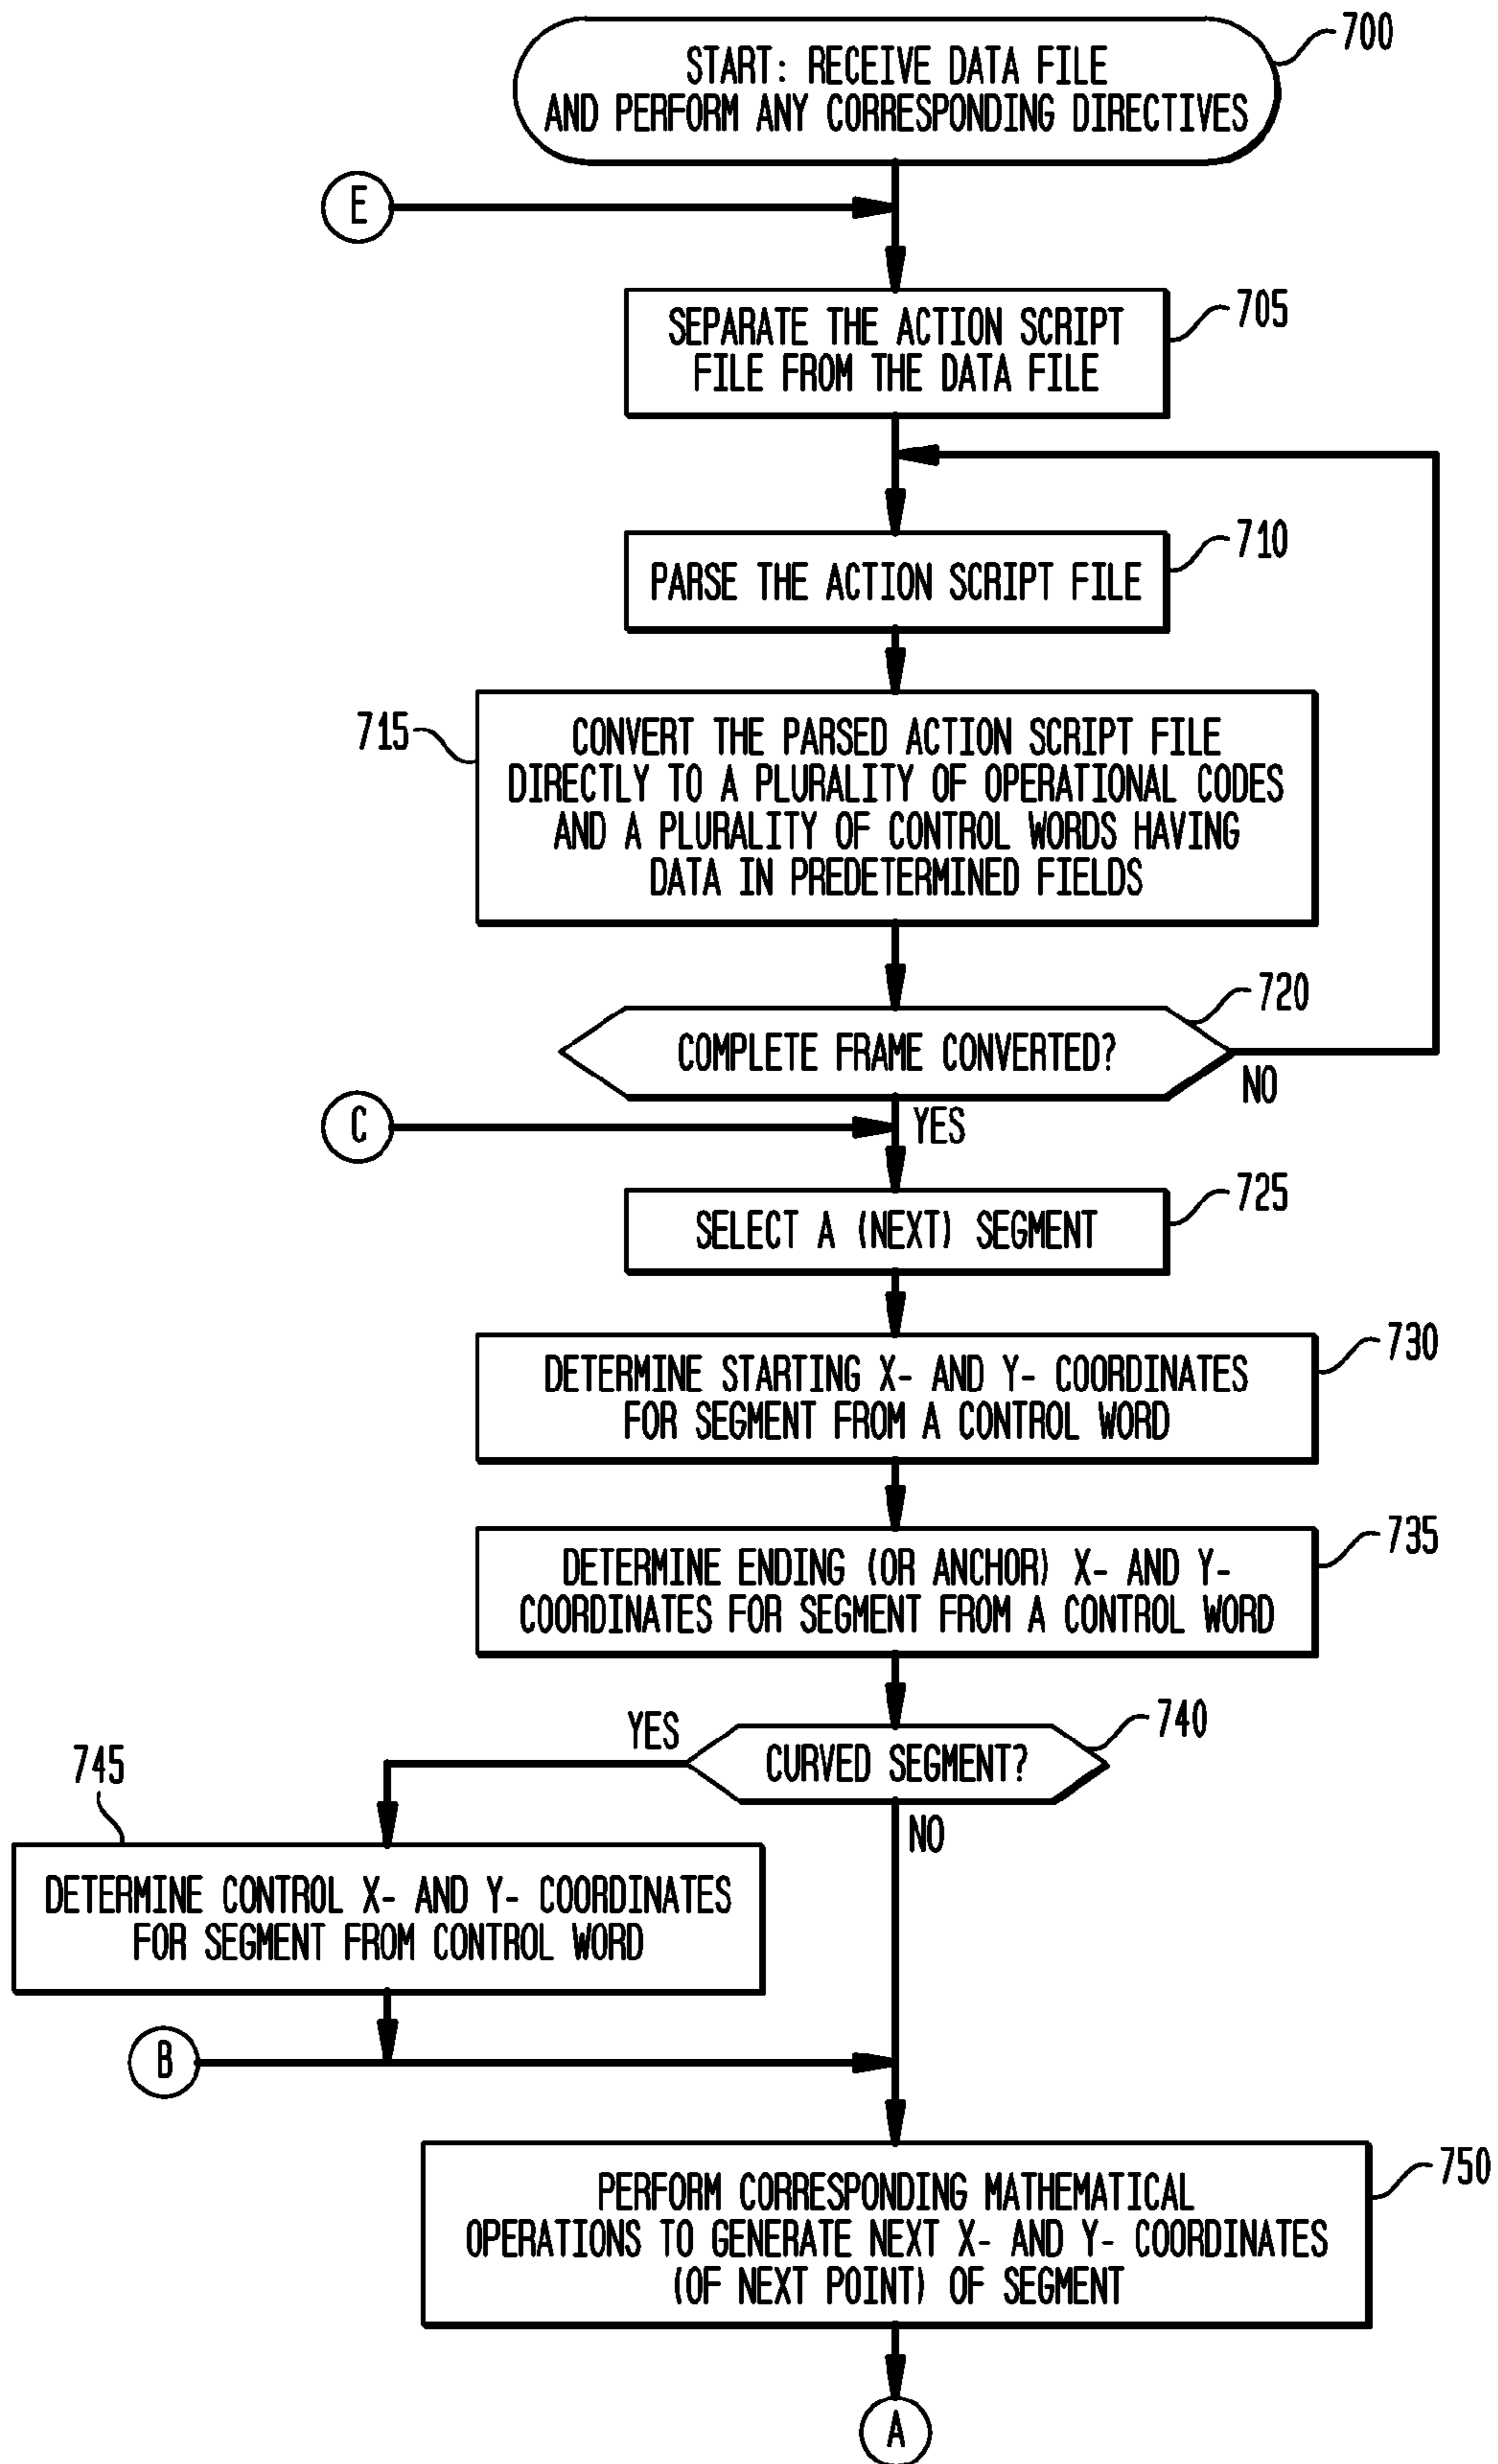 700
START: RECEIVE DATA FILE
AND PERFORM ANY CORRESPONDING DIRECTIVES
E
705
SEPARATE THE ACTION SCRIPT
FILE FROM THE DATA FILE
710
PARSE THE ACTION SCRIPT FILE
715
CONVERT THE PARSED ACTION SCRIPT FILE
DIRECTLY TO A PLURALITY OF OPERATIONAL CODES
AND A PLURALITY OF CONTROL WORDS HAVING
DATA IN PREDETERMINED FIELDS
720
COMPLETE FRAME CONVERTED?
NO
C
YES
725
SELECT A (NEXT) SEGMENT
730
DETERMINE STARTING X- AND Y- COORDINATES
FOR SEGMENT FROM A CONTROL WORD
735
DETERMINE ENDING (OR ANCHOR) X- AND Y-
COORDINATES FOR SEGMENT FROM A CONTROL WORD
740
YES
CURVED SEGMENT?
745
NO
DETERMINE CONTROL X- AND Y- COORDINATES
FOR SEGMENT FROM CONTROL WORD
B
750
PERFORM CORRESPONDING MATHEMATICAL
OPERATIONS TO GENERATE NEXT X- AND Y- COORDINATES
(OF NEXT POINT) OF SEGMENT
A